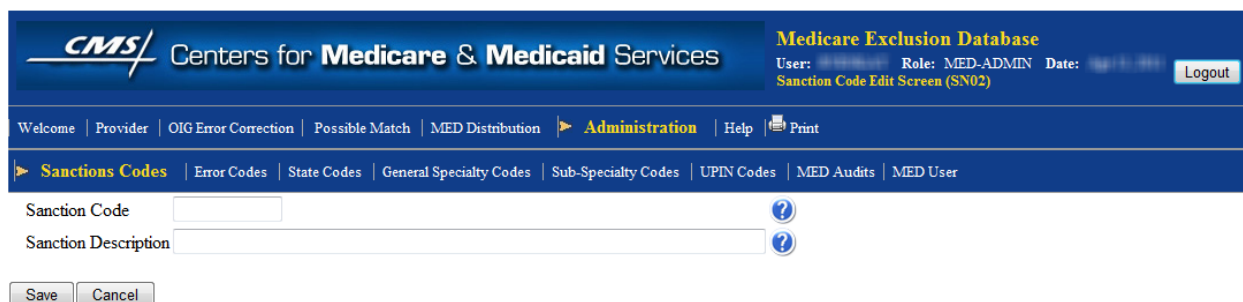 CMS Centers for Medicare & Medicaid Services
Medicare Exclusion Database
User: Role: MED-ADMIN Date:
Logout
Sanction Code Edit Screen (SN02)
Welcome | Provider | OIG Error Correction | Possible Match | MED Distribution | Administration | Help | Print
Sanctions Codes | Error Codes | State Codes | General Specialty Codes | Sub-Specialty Codes | UPIN Codes | MED Audits | MED User
Sanction Code ?
Sanction Description ?
Save Cancel